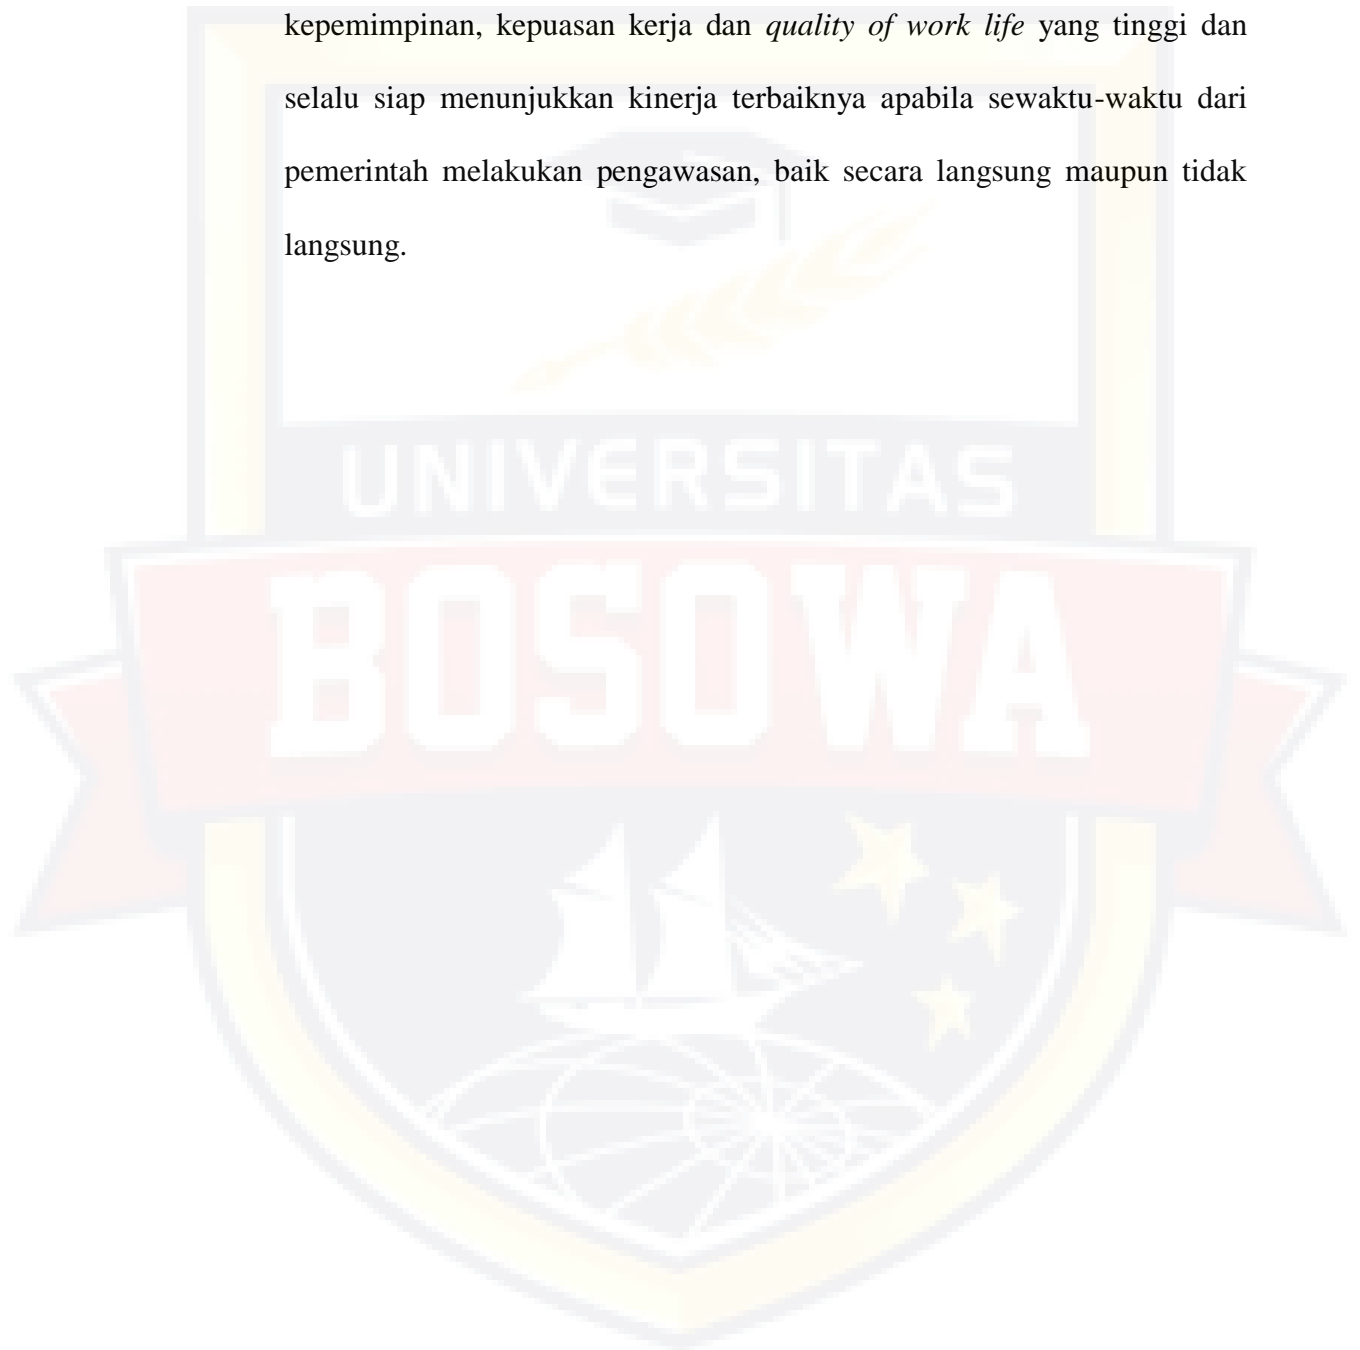 kepemimpinan, kepuasan kerja dan quality of work life yang tinggi dan
selalu siap menunjukkan kinerja terbaiknya apabila sewaktu-waktu dari
pemerintah melakukan pengawasan, baik secara langsung maupun tidak
langsung.
UNIVERSITAS
BOSOWA